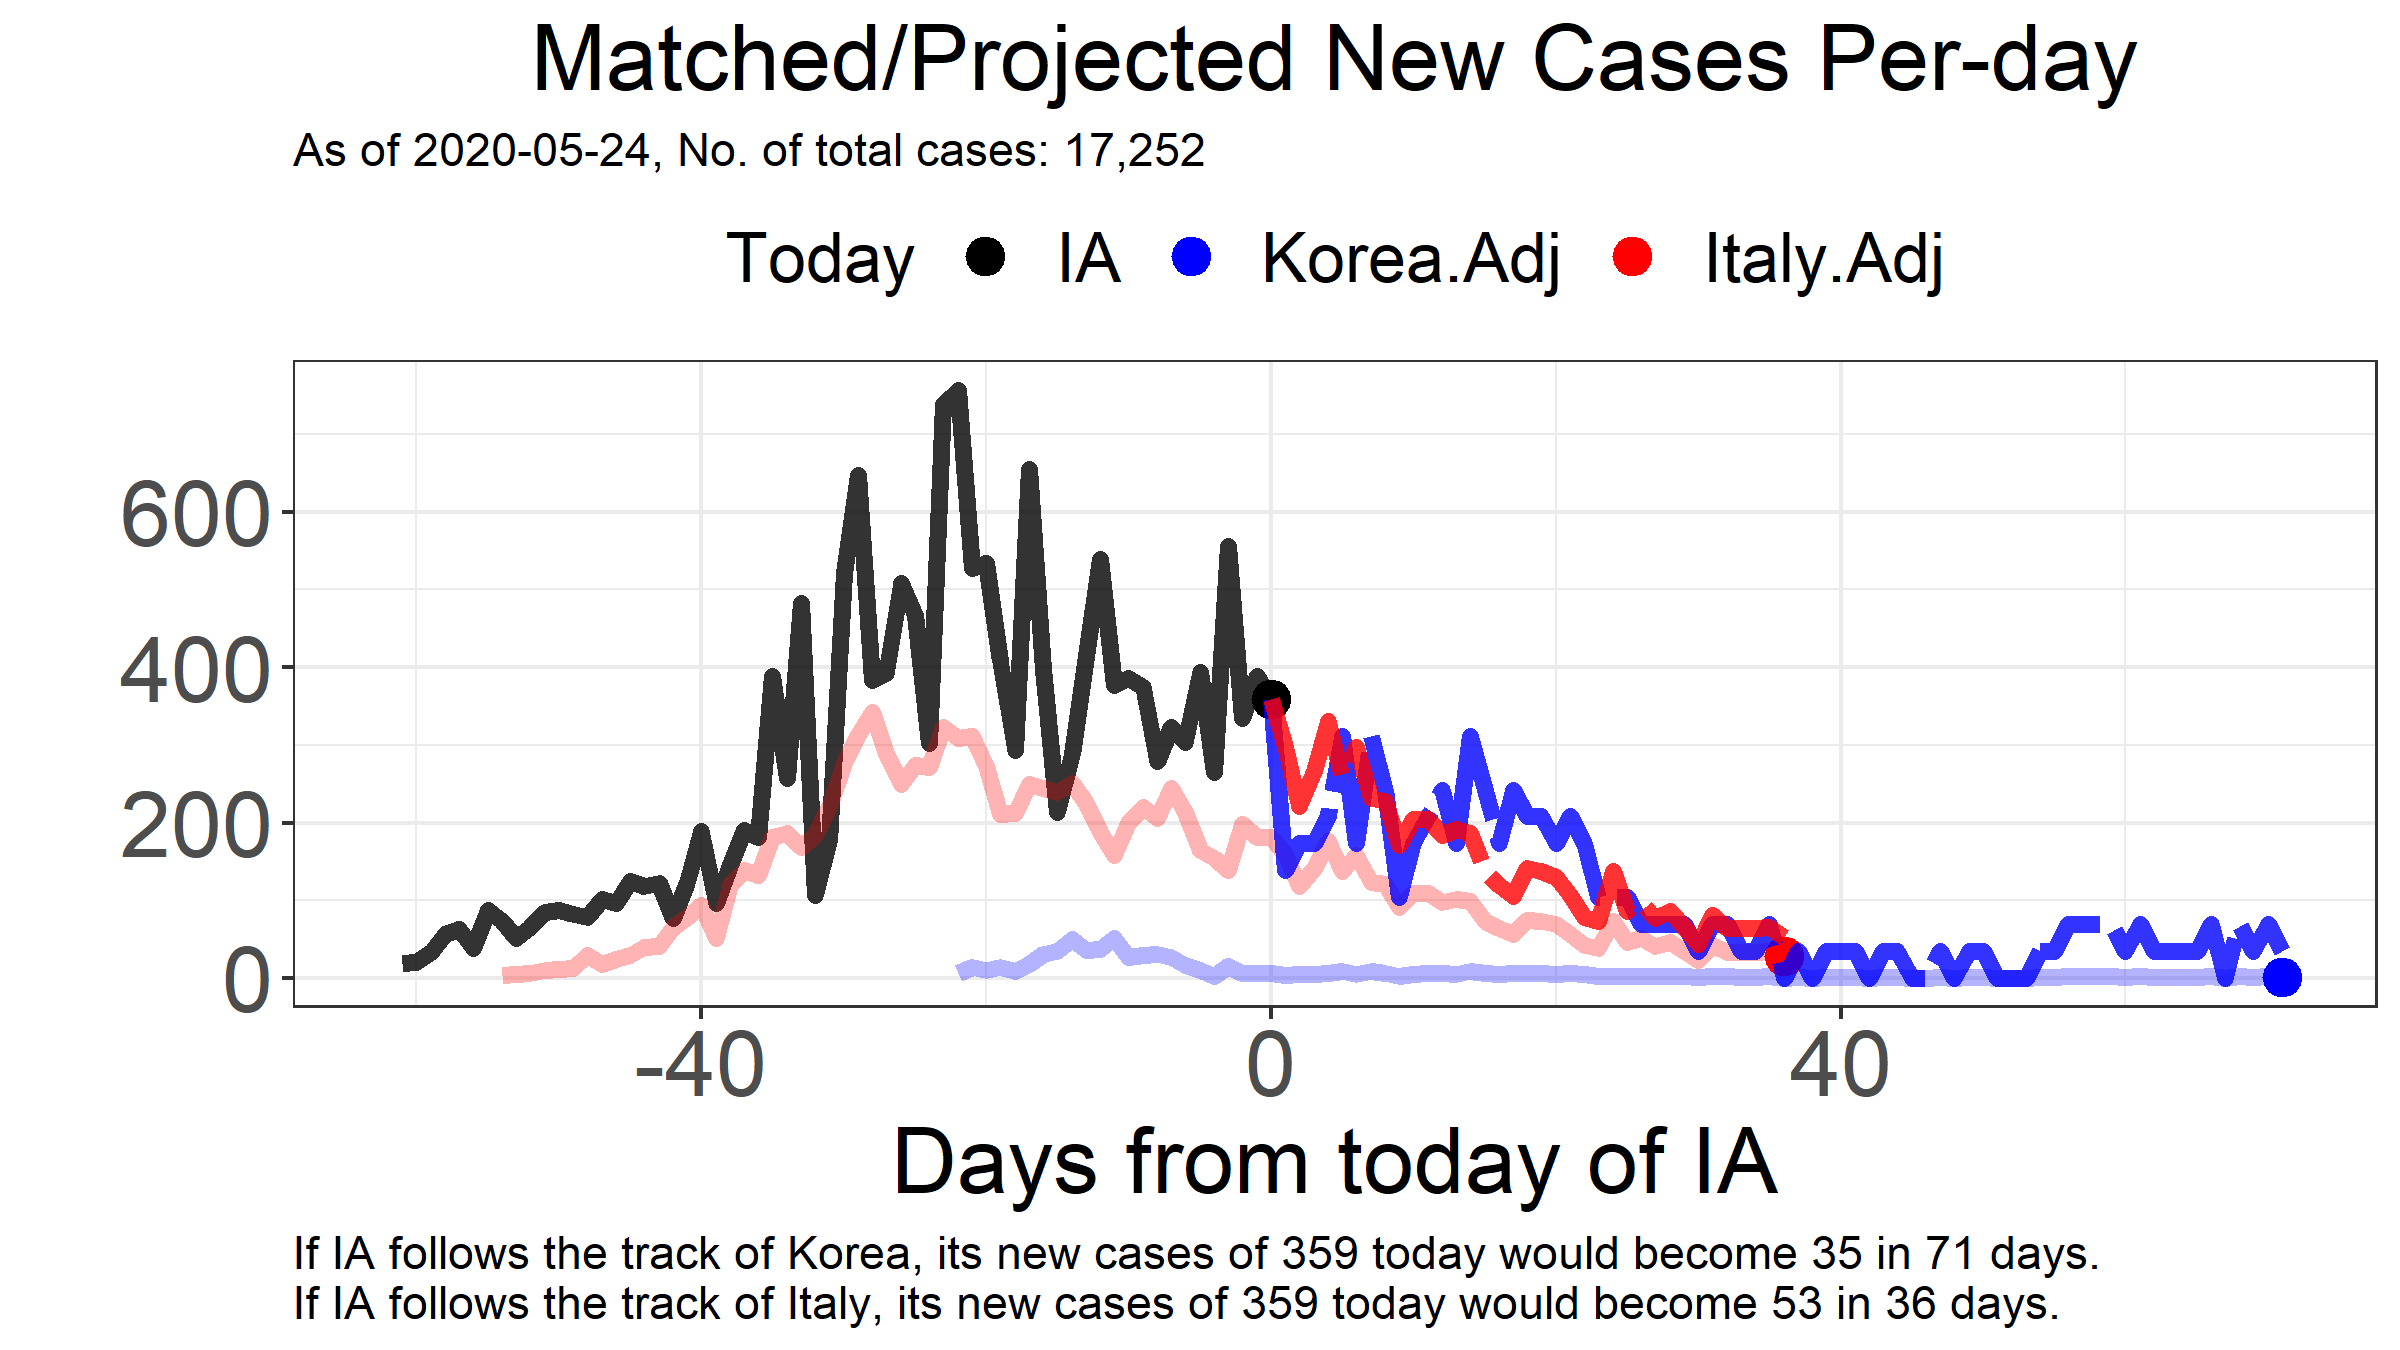 Matched/Projected New Cases Per-day
As of 2020-05-24, No. of total cases: 17,252
Today IA Korea.Adj Italy.Adj
600
400
200
0
-40 0 40
Days from today of IA
If IA follows the track of Korea, its new cases of 359 today would become 35 in 71 days.
If IA follows the track of Italy, its new cases of 359 today would become 53 in 36 days.